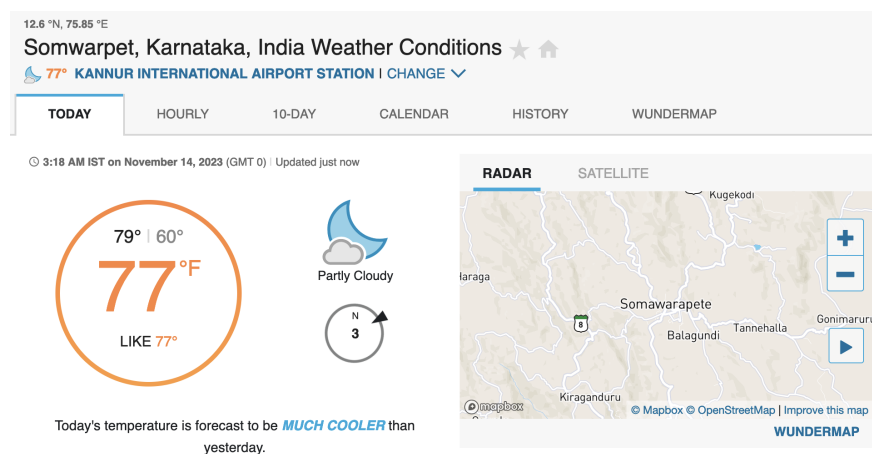 12.6 °N, 75.85 °E
Somwarpet, Karnataka, India Weather Conditions
77° KANNUR INTERNATIONAL AIRPORT STATION | CHANGE
TODAY HOURLY 10-DAY CALENDAR HISTORY WUNDERMAP
3:18 AM IST on November 14, 2023 (GMT 0) | Updated just now
79° | 60°
77 °F
LIKE 77°
Partly Cloudy
N
3
Today's temperature is forecast to be MUCH COOLER than
yesterday.
RADAR SATELLITE
Kugekodi
+
−
laraga
Somawarapete
8
Gonimaruru
Balagundi Tannehalla
Kiraganduru
mapbox
© Mapbox © OpenStreetMap | Improve this map
WUNDERMAP